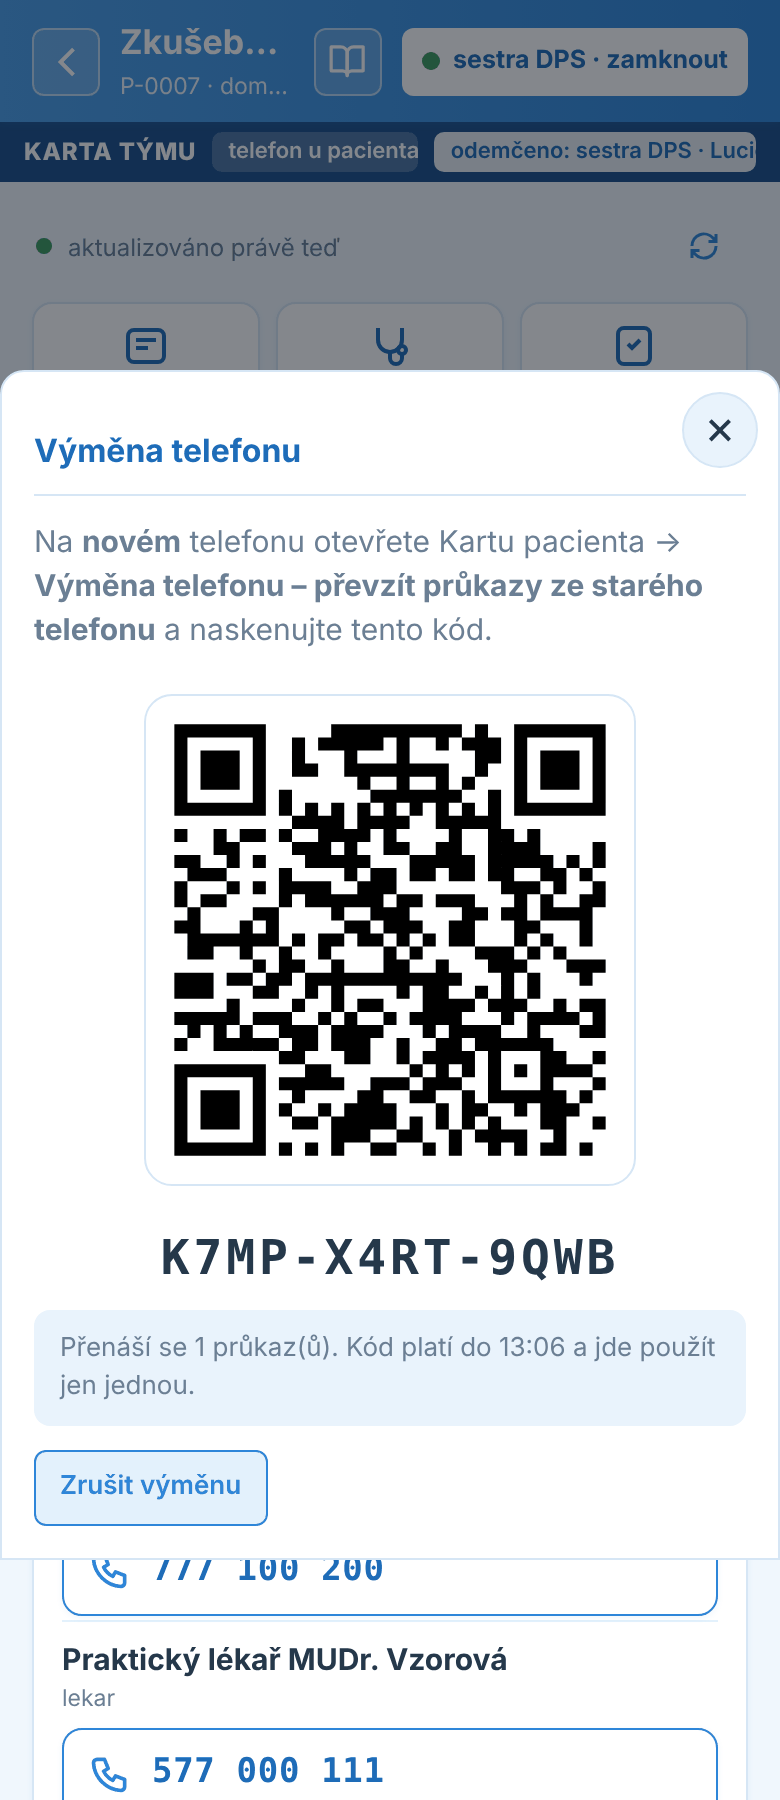 Zkušeb...
P-0007 · dom...
sestra DPS · zamknout
KARTA TÝMU
telefon u pacienta
odemčeno: sestra DPS · Luci
aktualizováno právě teď
Výměna telefonu
Na novém telefonu otevřete Kartu pacienta →
Výměna telefonu – převzít průkazy ze starého
telefonu a naskenujte tento kód.
K7MP-X4RT-9QWB
Přenáší se 1 průkaz(ů). Kód platí do 13:06 a jde použít
jen jednou.
Zrušit výměnu
777 100 200
Praktický lékař MUDr. Vzorová
lekar
577 000 111